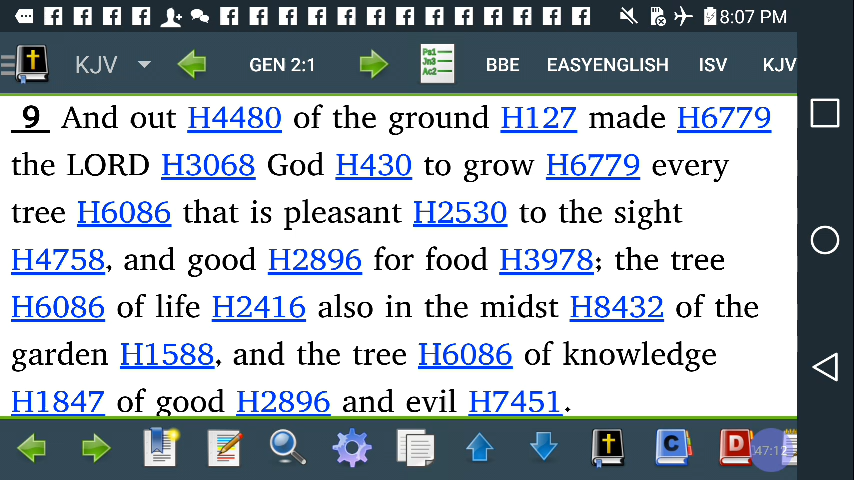 8:07 PM
KJV GEN 2:1 BBE EASYENGLISH ISV KJV
9 And out H4480 of the ground H127 made H6779
the LORD H3068 God H430 to grow H6779 every
tree H6086 that is pleasant H2530 to the sight
H4758, and good H2896 for food H3978; the tree
H6086 of life H2416 also in the midst H8432 of the
garden H1588, and the tree H6086 of knowledge
H1847 of good H2896 and evil H7451.
47:12